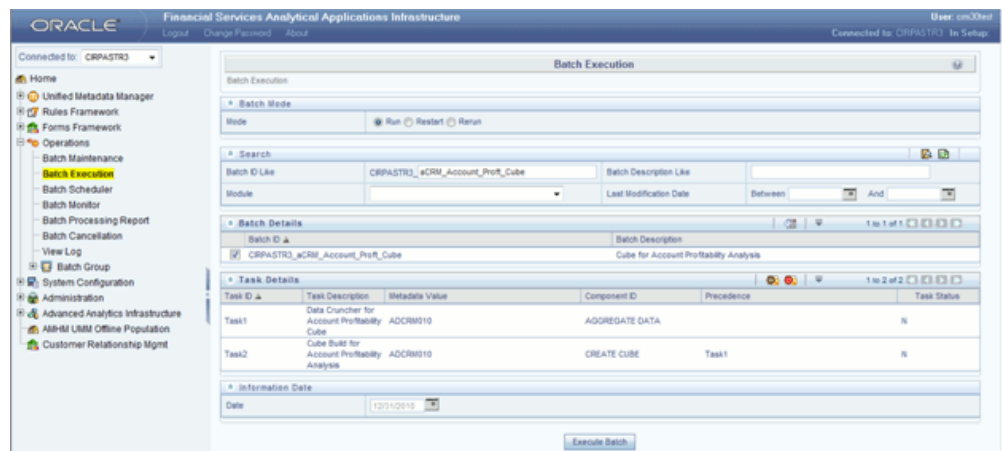 ORACLE
Financial Services Analytical Applications Infrastructure
User: crm30test
Logout Change Password About
Connected to: CIRPASTR3 In Setup:
Connected to: CIRPASTR3
Home
Unified Metadata Manager
Rules Framework
Forms Framework
Operations
Batch Maintenance
Batch Execution
Batch Scheduler
Batch Monitor
Batch Processing Report
Batch Cancellation
View Log
Batch Group
System Configuration
Administration
Advanced Analytics Infrastructure
AMHM UMM Offline Population
Customer Relationship Mgmt
Batch Execution
Batch Execution
Batch Mode
Mode Run Restart Rerun
Search
Batch ID Like CIRPASTR3_ aCRM_Account_Proft_Cube Batch Description Like
Module Last Modification Date Between And
Batch Details 1 to 1 of 1
Batch ID Batch Description
CIRPASTR3_aCRM_Account_Proft_Cube Cube for Account Profitability Analysis
Task Details 1 to 2 of 2
Task ID Task Description Metadata Value Component ID Precedence Task Status
Task1 Data Cruncher for Account Profitability Cube ADCRM010 AGGREGATE DATA N
Task2 Cube Build for Account Profitability Analysis ADCRM010 CREATE CUBE Task1 N
Information Date
Date 12/31/2010
Execute Batch